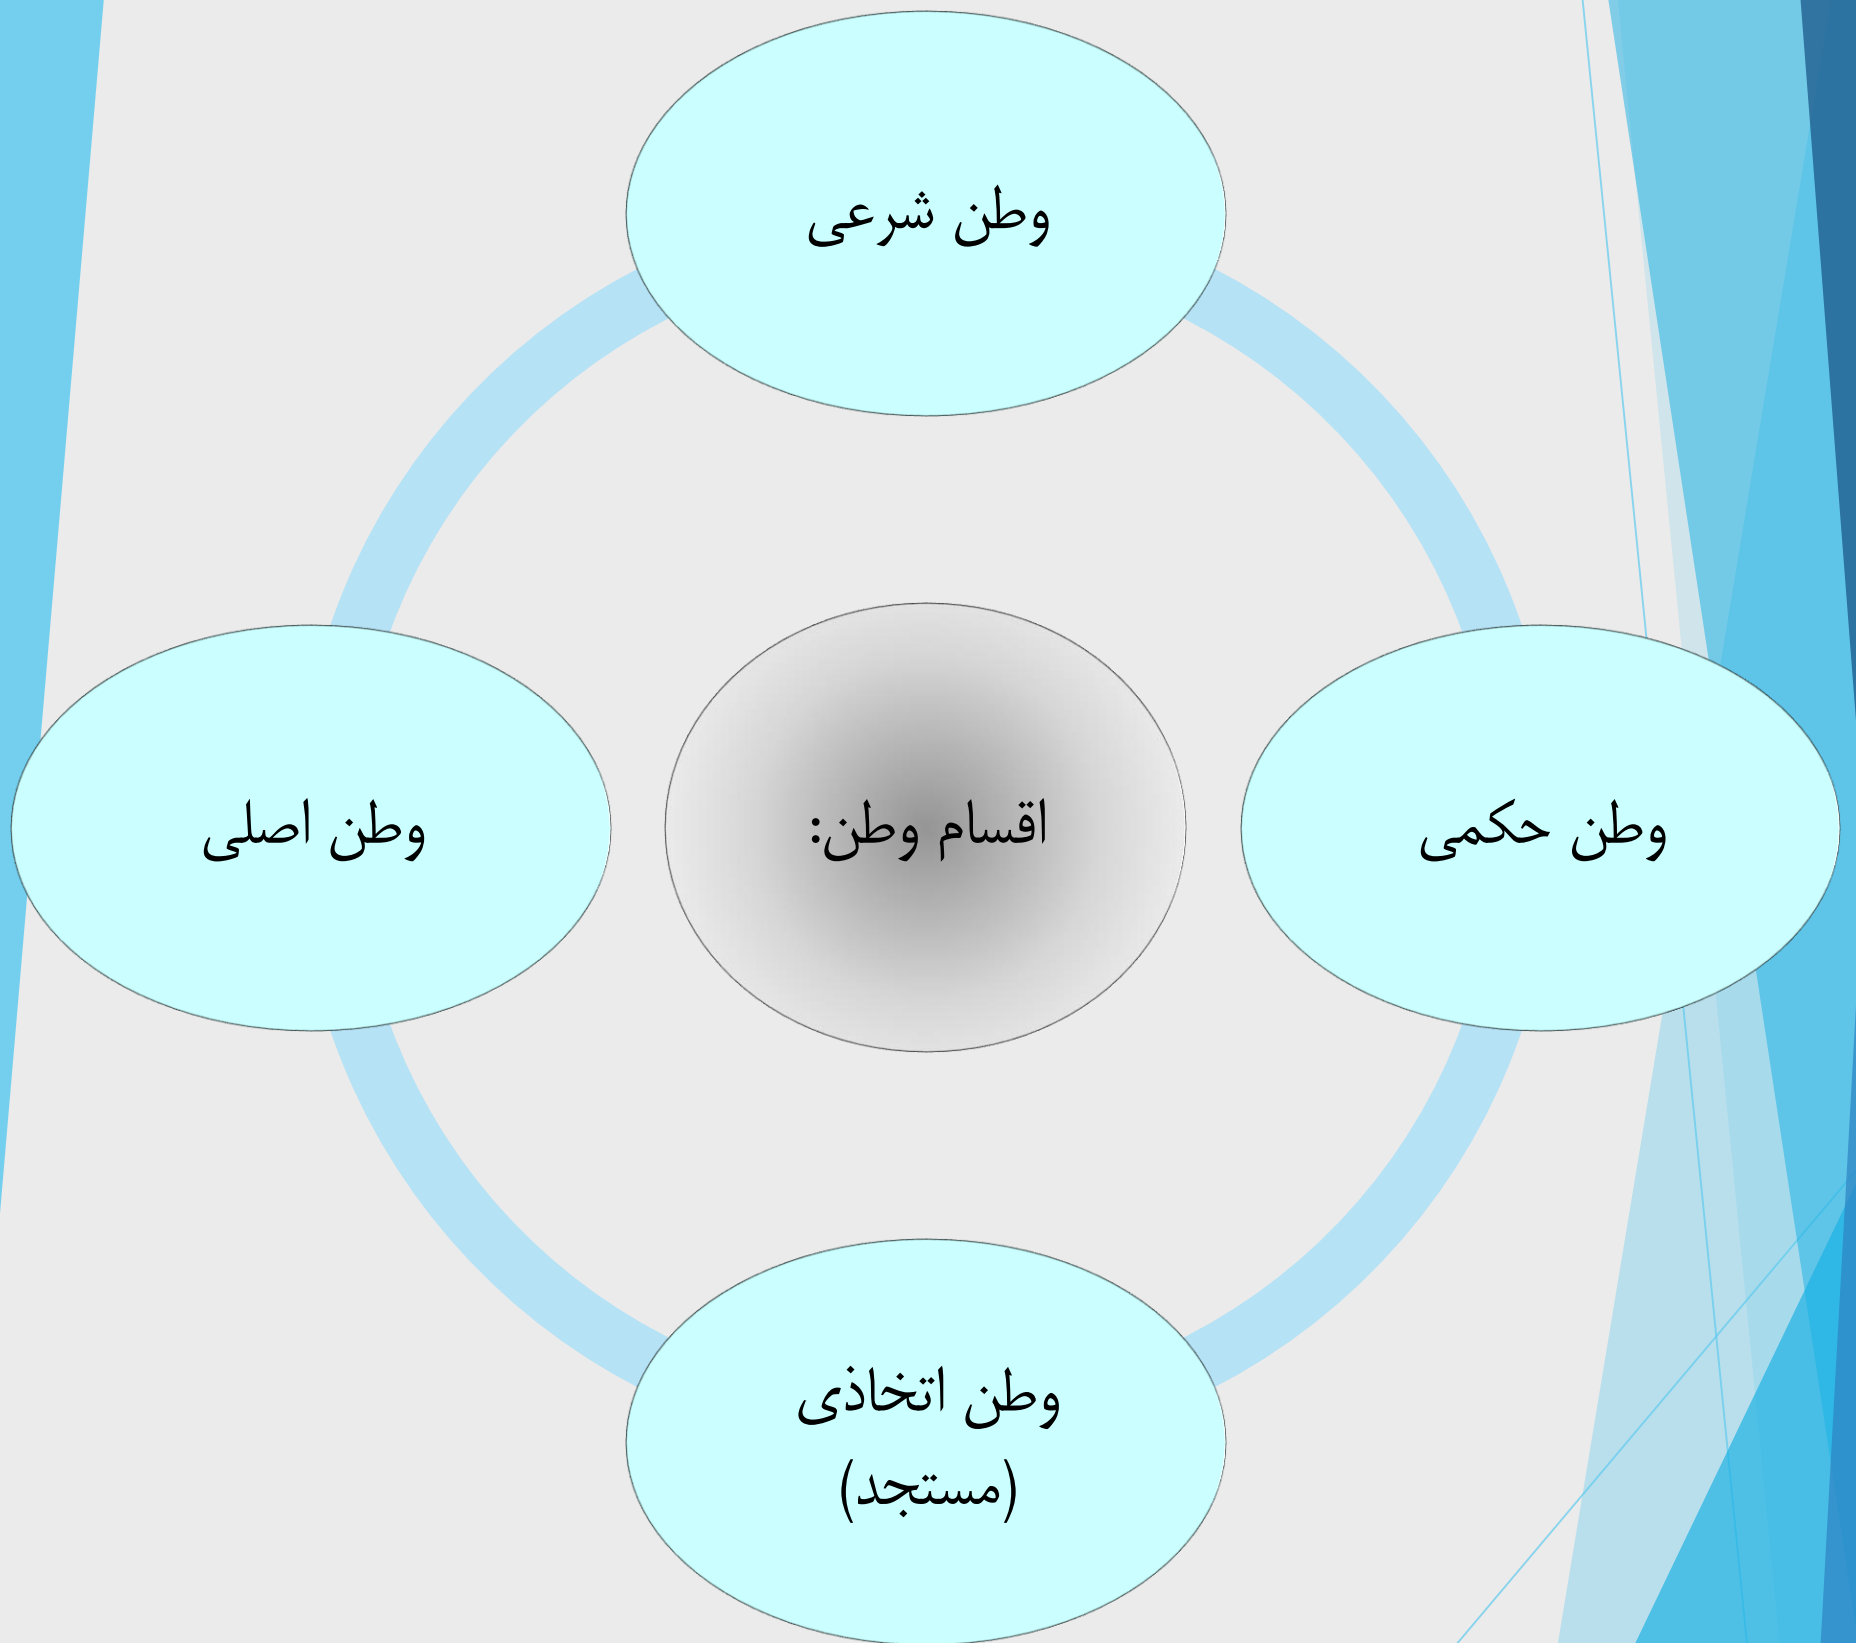 وطن شرعی
وطن حکمی
اقسام وطن:
وطن اصلی
وطن اتخاذی
(مستجد)